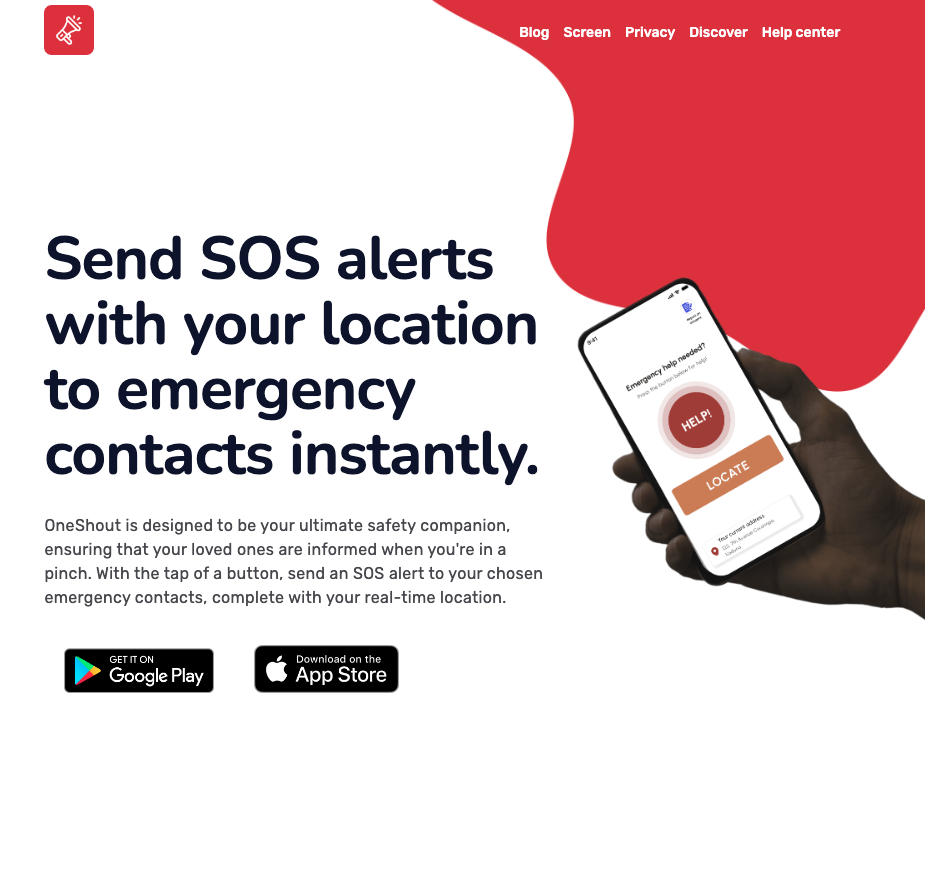 Blog Screen Privacy Discover Help center
Send SOS alerts
with your location
to emergency
contacts instantly.
OneShout is designed to be your ultimate safety companion,
ensuring that your loved ones are informed when you're in a
pinch. With the tap of a button, send an SOS alert to your chosen
emergency contacts, complete with your real-time location.
GET IT ON
Google Play
Download on the
App Store
9:41
Emergency help needed?
Press the button below for help!
HELP!
LOCATE
Your current address